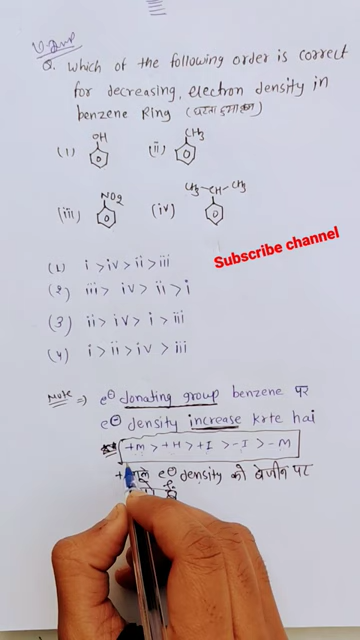 V. Imp
Q. Which of the following order is correct
for decreasing, electron density in
benzene Ring (घटता हुआ क्रम)
(i) OH (ii) CH3
(iii) NO2 (iv) CH3-CH-CH3
Subscribe channel
(1) i > iv > ii > iii
(2) iii > iv > ii > i
(3) ii > iv > i > iii
(4) i > ii > iv > iii
Note => e⊖ donating group benzene पर
e⊖ density increase krte hai
+M > +H > +I > -I > -M
वाले e⊖ density को बेंजीन पर